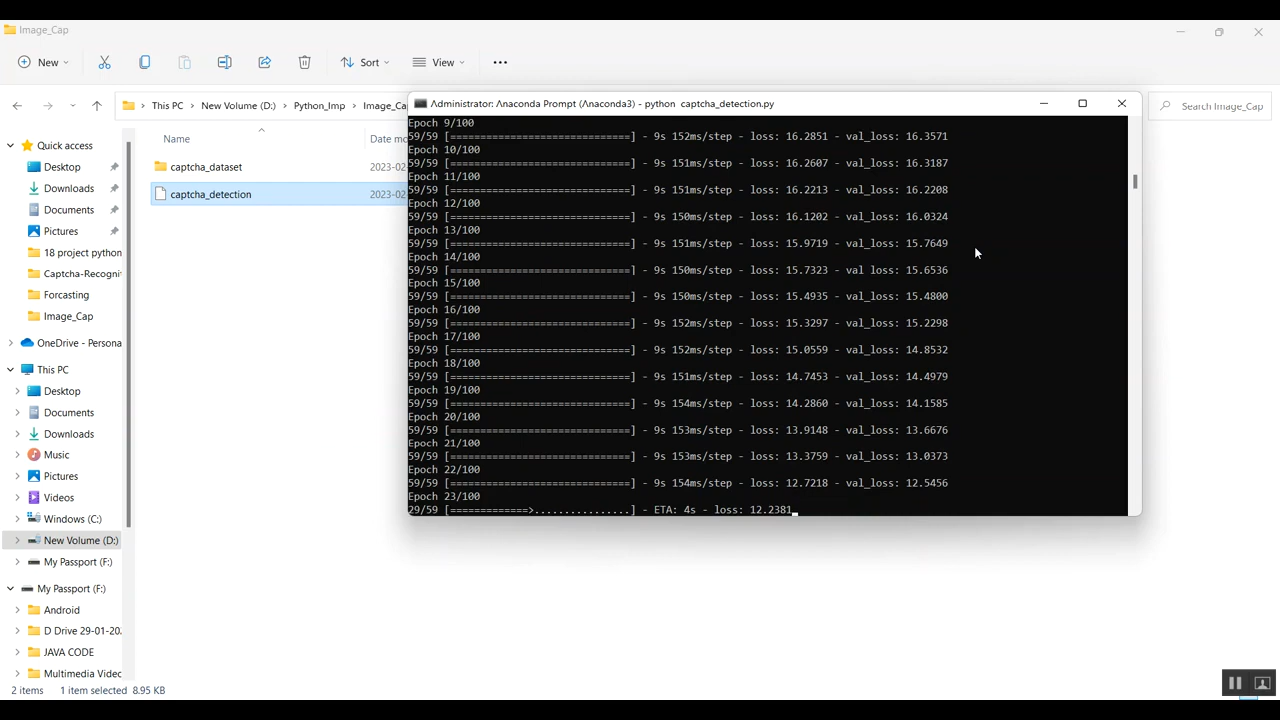 Image_Cap
New
Sort
View
This PC > New Volume (D:) > Python_Imp > Image_Ca
Search Image_Cap
Administrator: Anaconda Prompt (Anaconda3) - python captcha_detection.py
Name
Date mo
Quick access
Desktop
Downloads
Documents
Pictures
18 project python
Captcha-Recogni
Forcasting
Image_Cap
OneDrive - Persona
This PC
Desktop
Documents
Downloads
Music
Pictures
Videos
Windows (C:)
New Volume (D:)
My Passport (F:)
My Passport (F:)
Android
D Drive 29-01-20
JAVA CODE
Multimedia Videc
captcha_dataset 2023-02
captcha_detection 2023-02
Epoch 9/100
59/59 [==============================] - 9s 152ms/step - loss: 16.2851 - val_loss: 16.3571
Epoch 10/100
59/59 [==============================] - 9s 151ms/step - loss: 16.2607 - val_loss: 16.3187
Epoch 11/100
59/59 [==============================] - 9s 151ms/step - loss: 16.2213 - val_loss: 16.2208
Epoch 12/100
59/59 [==============================] - 9s 150ms/step - loss: 16.1202 - val_loss: 16.0324
Epoch 13/100
59/59 [==============================] - 9s 151ms/step - loss: 15.9719 - val_loss: 15.7649
Epoch 14/100
59/59 [==============================] - 9s 150ms/step - loss: 15.7323 - val_loss: 15.6536
Epoch 15/100
59/59 [==============================] - 9s 150ms/step - loss: 15.4935 - val_loss: 15.4800
Epoch 16/100
59/59 [==============================] - 9s 152ms/step - loss: 15.3297 - val_loss: 15.2298
Epoch 17/100
59/59 [==============================] - 9s 152ms/step - loss: 15.0559 - val_loss: 14.8532
Epoch 18/100
59/59 [==============================] - 9s 151ms/step - loss: 14.7453 - val_loss: 14.4979
Epoch 19/100
59/59 [==============================] - 9s 154ms/step - loss: 14.2860 - val_loss: 14.1585
Epoch 20/100
59/59 [==============================] - 9s 153ms/step - loss: 13.9148 - val_loss: 13.6676
Epoch 21/100
59/59 [==============================] - 9s 153ms/step - loss: 13.3759 - val_loss: 13.0373
Epoch 22/100
59/59 [==============================] - 9s 154ms/step - loss: 12.7218 - val_loss: 12.5456
Epoch 23/100
29/59 [=============>................] - ETA: 4s - loss: 12.2381
2 items 1 item selected 8.95 KB